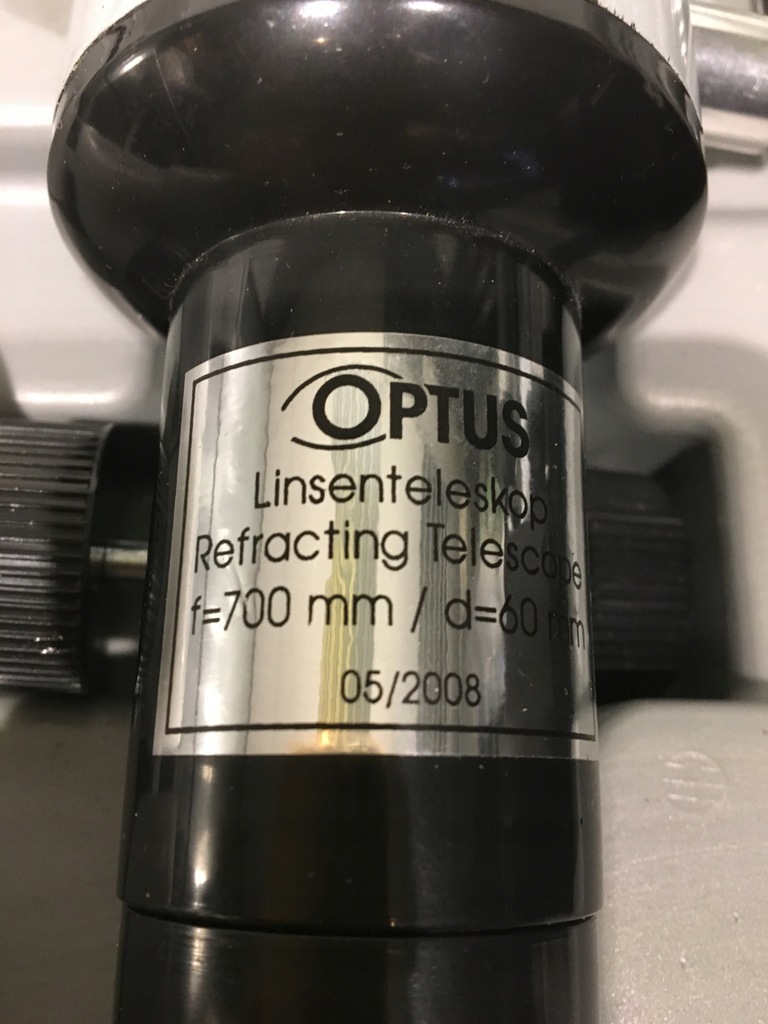 OPTUS
Linsenteleskop
Refracting Telescope
f=700 mm / d=60 mm
05/2008